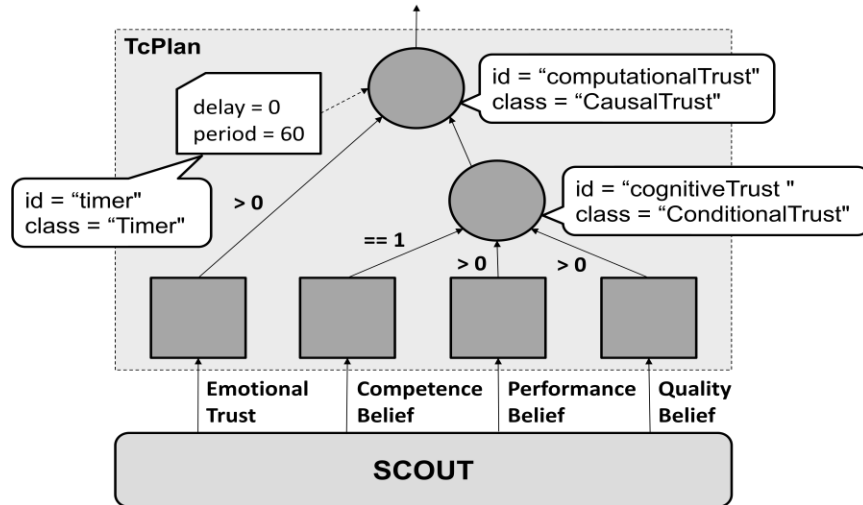 TcPlan
id = “computationalTrust"
class = “CausalTrust"
delay = 0
period = 60
id = “timer"
class = “Timer"
id = “cognitiveTrust "
class = “ConditionalTrust"
> 0
== 1
> 0
> 0
Emotional
Trust
Competence
Belief
Performance
Belief
Quality
Belief
SCOUT